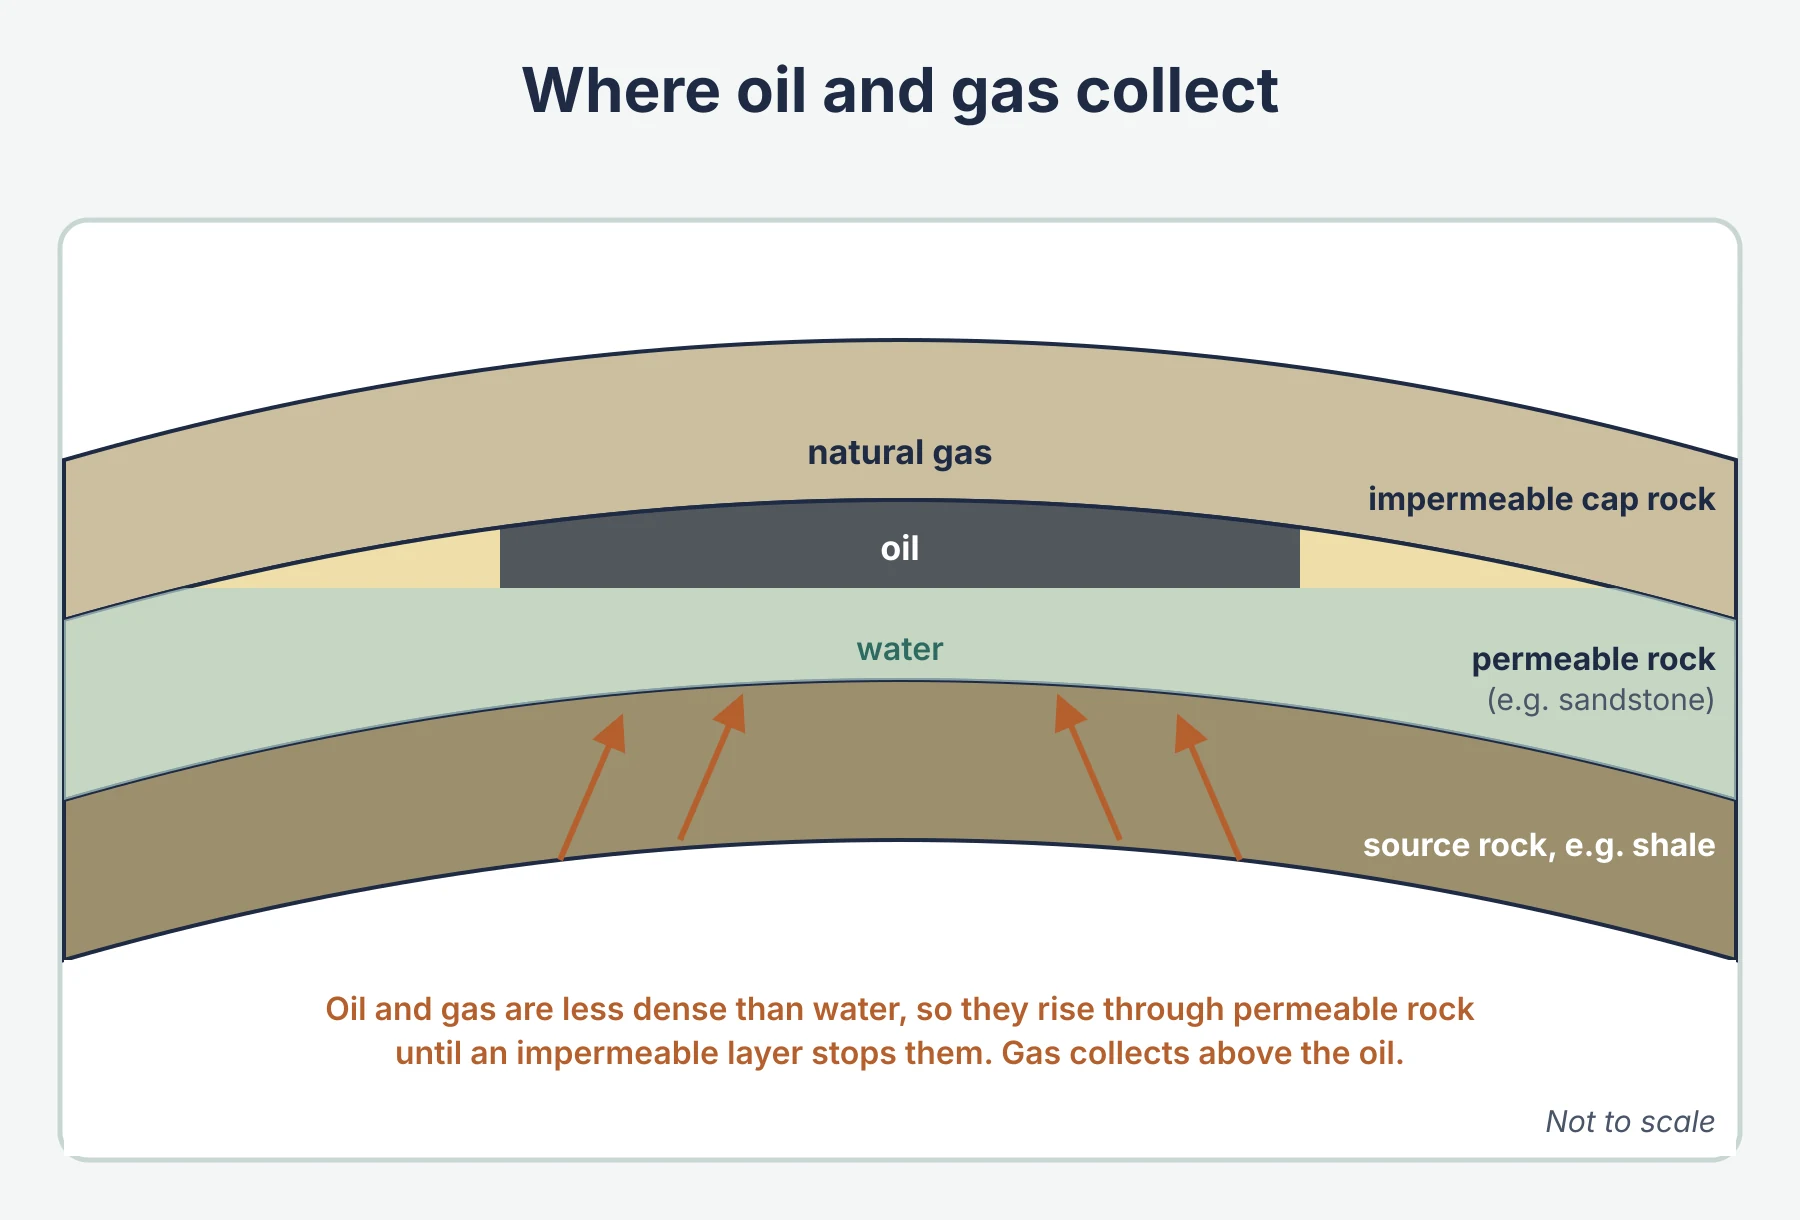 Where oil and gas collect
natural gas
impermeable cap rock
oil
water
permeable rock
(e.g. sandstone)
source rock, e.g. shale
Oil and gas are less dense than water, so they rise through permeable rock
until an impermeable layer stops them. Gas collects above the oil.
Not to scale